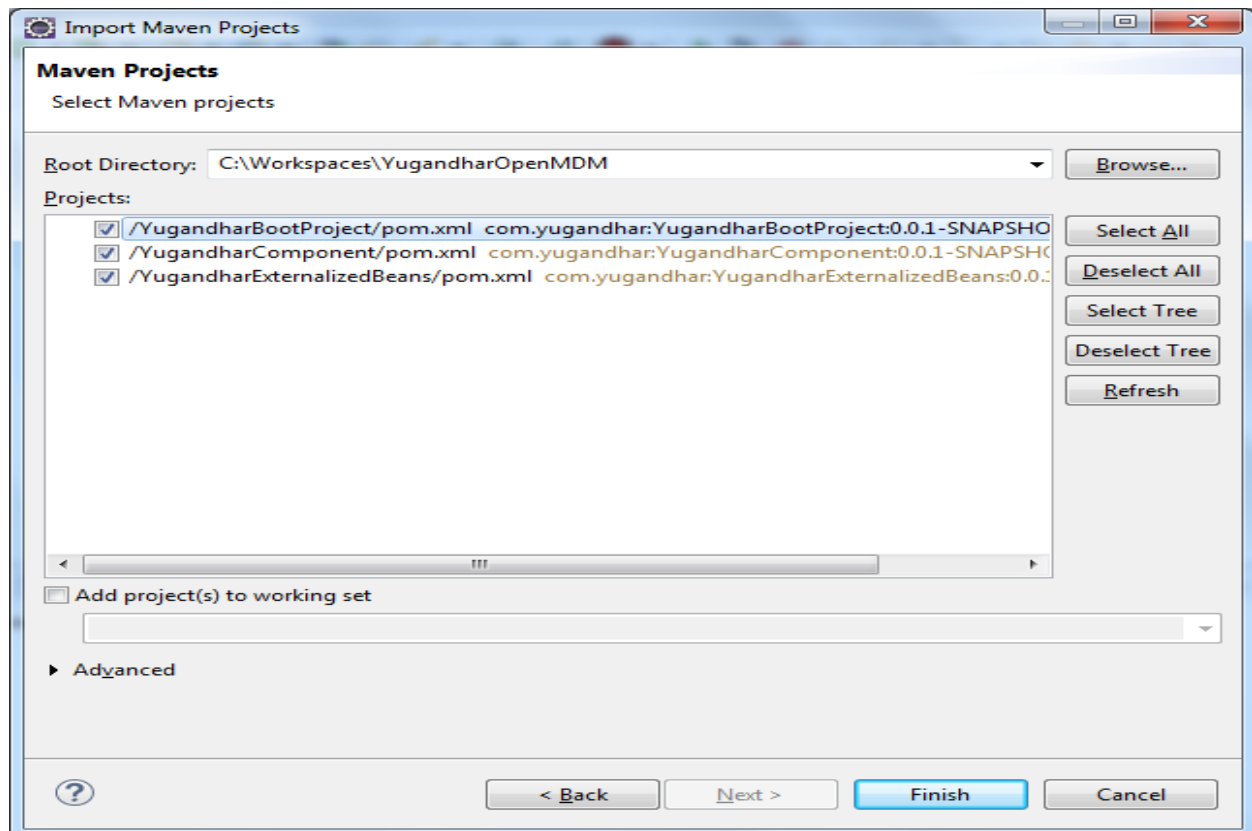 Import Maven Projects
Maven Projects
Select Maven projects
Root Directory: C:\Workspaces\YugandharOpenMDM Browse...
Projects:
/YugandharBootProject/pom.xml com.yugandhar:YugandharBootProject:0.0.1-SNAPSHO
/YugandharComponent/pom.xml com.yugandhar:YugandharComponent:0.0.1-SNAPSH
/YugandharExternalizedBeans/pom.xml com.yugandhar:YugandharExternalizedBeans:0.0.
Select All
Deselect All
Select Tree
Deselect Tree
Refresh
Add project(s) to working set
Advanced
< Back Next > Finish Cancel